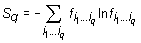 S_q = -∑_{i_1...i_q} f_{i_1...i_q} ln f_{i_1...i_q}